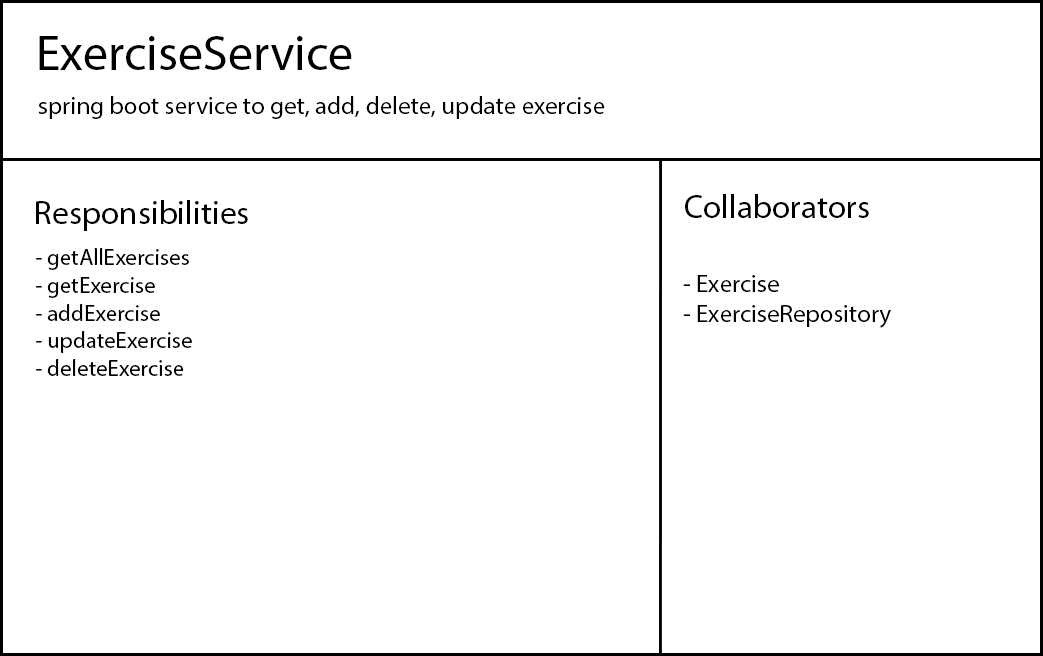 ExerciseService
spring boot service to get, add, delete, update exercise
Responsibilities
- getAllExercises
- getExercise
- addExercise
- updateExercise
- deleteExercise
Collaborators
- Exercise
- ExerciseRepository